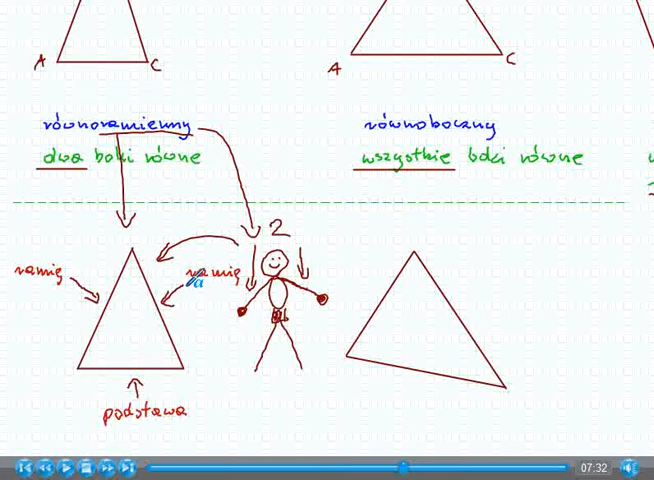 A C
A C
równoramienny
równoboczny
dwa boki równe
wszystkie boki równe
2
ramię
ramię
podstawa
07:32